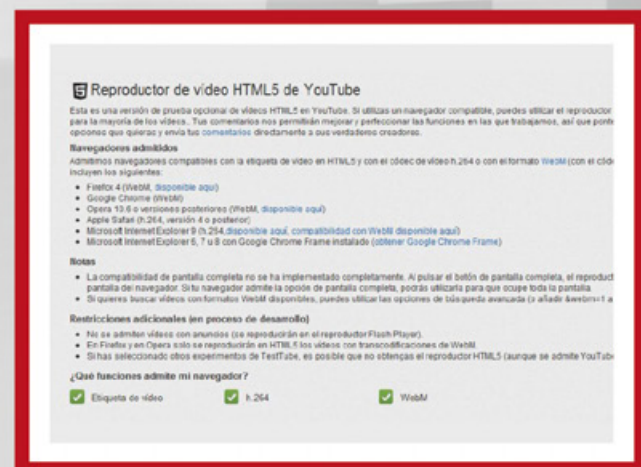 Reproductor de vídeo HTML5 de YouTube
Esta es una versión de prueba opcional de vídeos HTML5 en YouTube. Si utilizas un navegador compatible, puedes utilizar el reproductor
para la mayoría de los vídeos. Tus comentarios nos permitirán mejorar y perfeccionar las funciones en las que trabajamos, así que ponte
opciones que quieras y envía tus comentarios directamente a sus verdaderos creadores.
Navegadores admitidos
Admitimos navegadores compatibles con la etiqueta de vídeo en HTML5 y con el códec de vídeo h.264 o con el formato WebM (con el códe
incluyen los siguientes:
• Firefox 4 (WebM, disponible aquí)
• Google Chrome (WebM)
• Opera 10.6 o versiones posteriores (WebM, disponible aquí)
• Apple Safari (h.264, versión 4 o posterior)
• Microsoft Internet Explorer 9 (h.264,disponible aquí, compatibilidad con WebM disponible aquí)
• Microsoft Internet Explorer 6, 7 u 8 con Google Chrome Frame instalado (obtener Google Chrome Frame)
Notas
• La compatibilidad de pantalla completa no se ha implementado completamente. Al pulsar el botón de pantalla completa, el reproduct
pantalla del navegador. Si tu navegador admite la opción de pantalla completa, podrás utilizarla para que ocupe toda la pantalla.
• Si quieres buscar vídeos con formatos WebM disponibles, puedes utilizar las opciones de búsqueda avanzada (o añadir &webm=1 a
Restricciones adicionales (en proceso de desarrollo)
• No se admiten vídeos con anuncios (se reproducirán en el reproductor Flash Player).
• En Firefox y en Opera solo se reproducirán en HTML5 los vídeos con transcodificaciones de WebM.
• Si has seleccionado otros experimentos de TestTube, es posible que no obtengas el reproductor HTML5 (aunque se admite YouTub
¿Qué funciones admite mi navegador?
Etiqueta de vídeo h.264 WebM